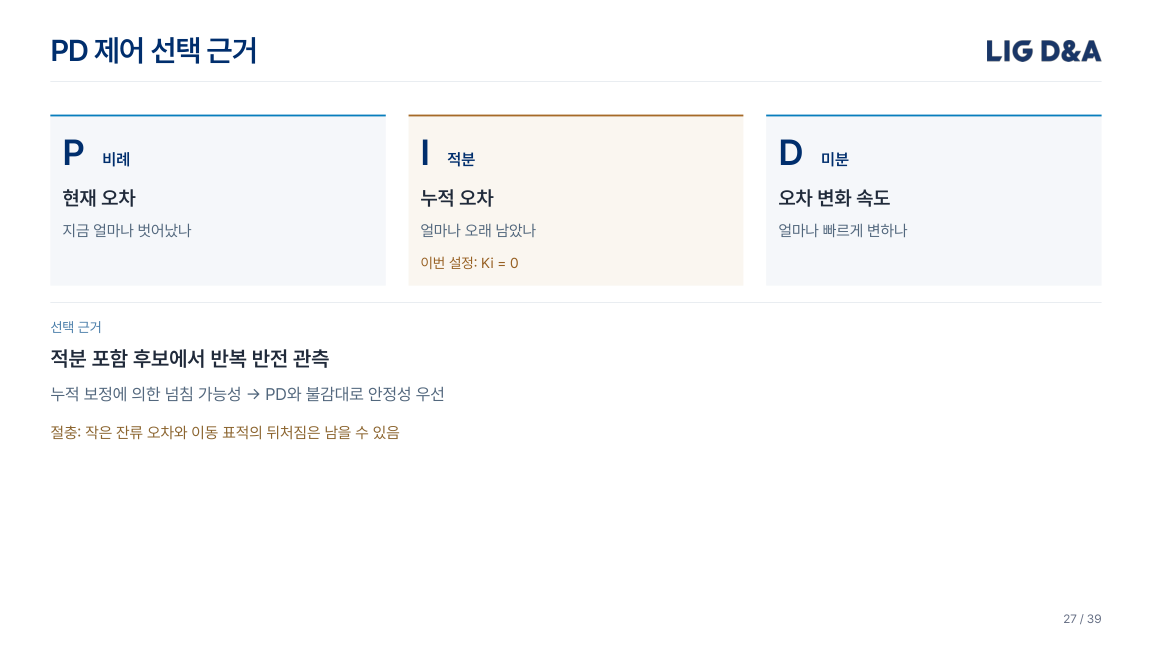 PD 제어 선택 근거
LIG D&A
P 비례
현재 오차
지금 얼마나 벗어났나
I 적분
누적 오차
얼마나 오래 남았나
이번 설정: Ki = 0
D 미분
오차 변화 속도
얼마나 빠르게 변하나
선택 근거
적분 포함 후보에서 반복 반전 관측
누적 보정에 의한 넘침 가능성 → PD와 불감대로 안정성 우선
절충: 작은 잔류 오차와 이동 표적의 뒤처짐은 남을 수 있음
27 / 39